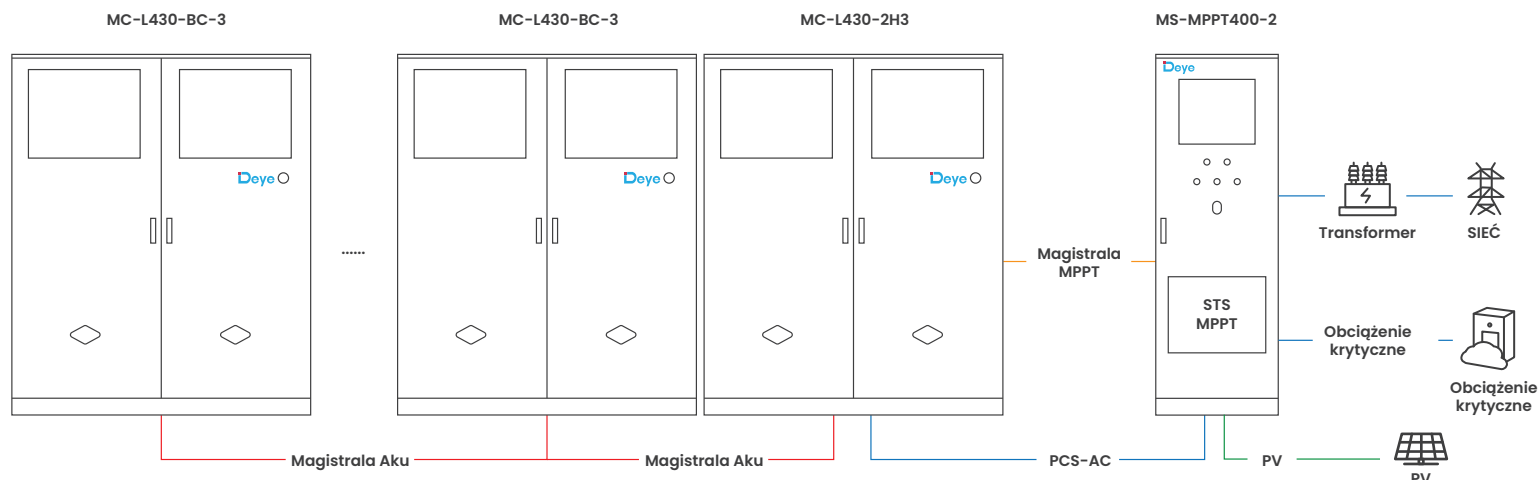 MC-L430-BC-3
MC-L430-BC-3
MC-L430-2H3
MS-MPPT400-2
Deye
Deye
Deye
Deye
......
Magistrala
MPPT
STS
MPPT
Transformer
SIEĆ
Obciążenie
krytyczne
Obciążenie
krytyczne
Magistrala Aku
Magistrala Aku
PCS-AC
PV
PV